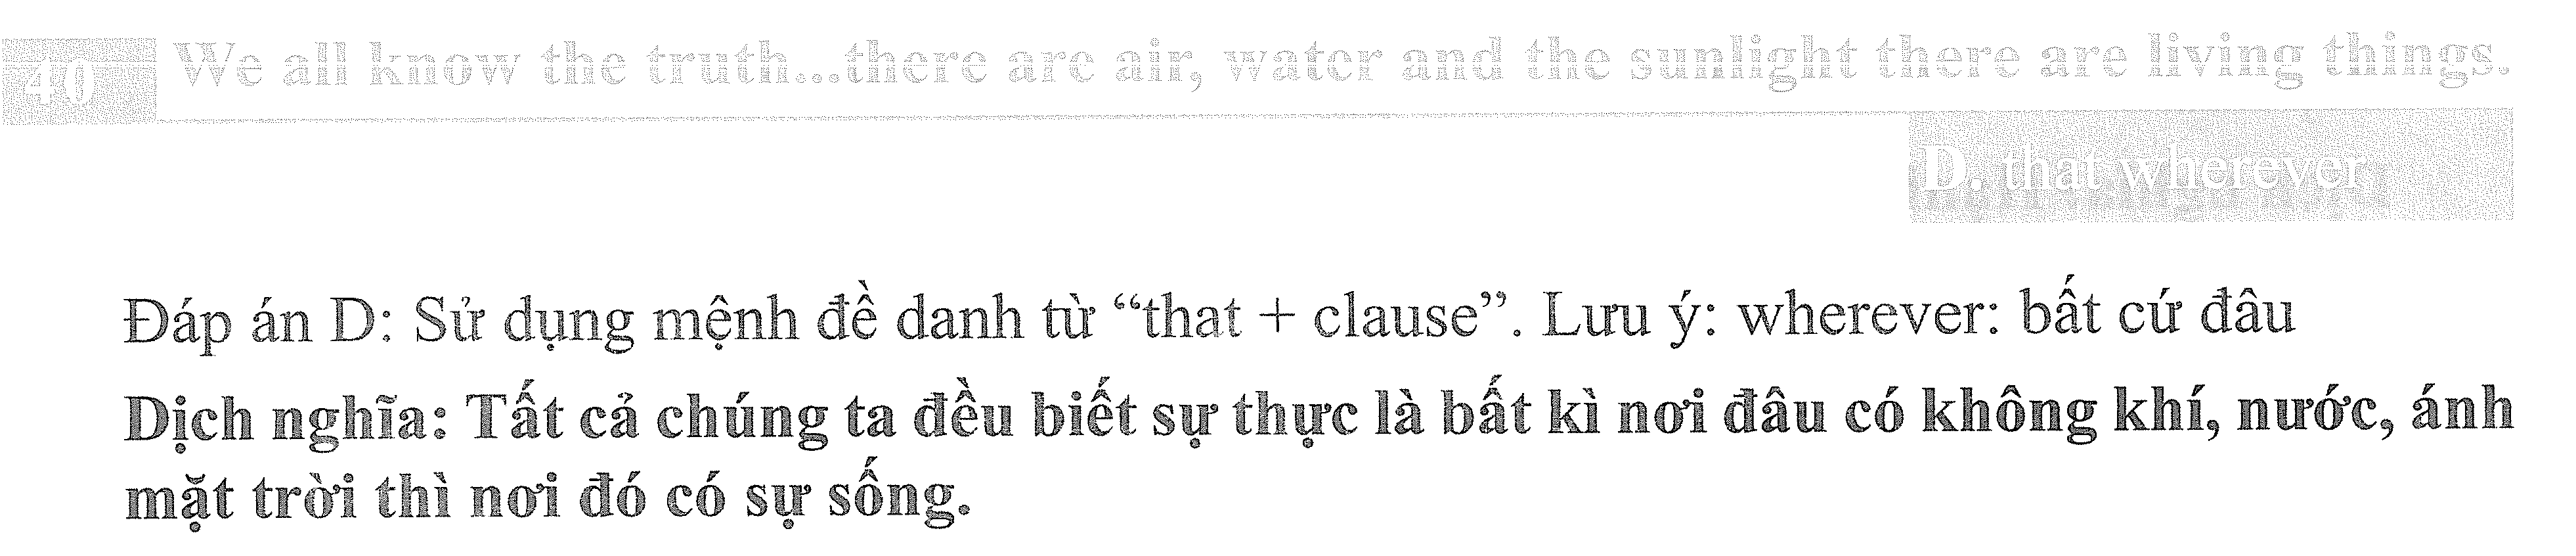 40 We all know the truth...there are air, water and the sunlight there are living things.
D. that wherever
Đáp án D: Sử dụng mệnh đề danh từ “that + clause”. Lưu ý: wherever: bất cứ đâu
Dịch nghĩa: Tất cả chúng ta đều biết sự thực là bất kì nơi đâu có không khí, nước, ánh
mặt trời thì nơi đó có sự sống.